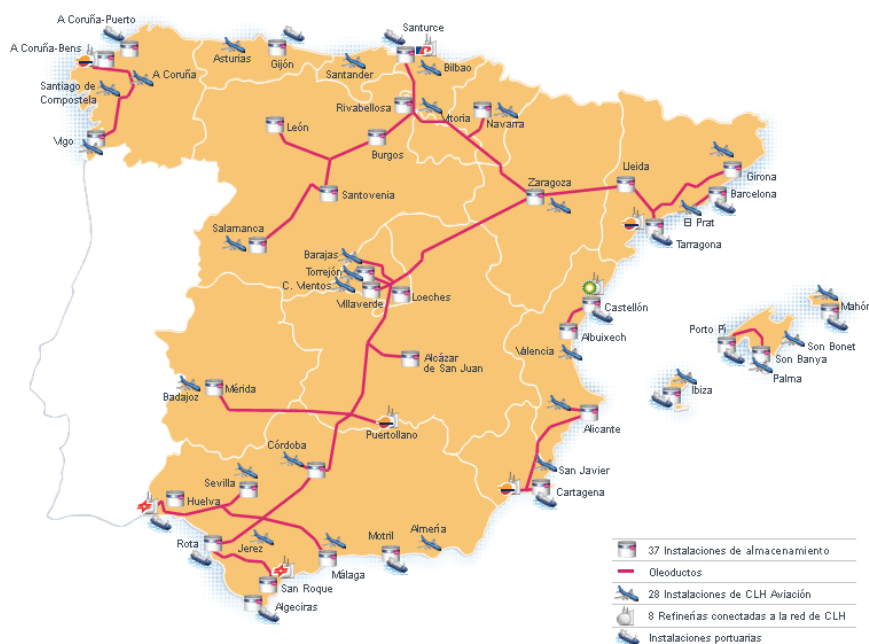 A Coruña-Puerto
A Coruña-Bens
A Coruña
Santiago de
Compostela
Vigo
Asturias
Gijón
Santander
Santurce
Bilbao
Rivabellosa
Vitoria
Navarra
León
Burgos
Santovenia
Salamanca
Zaragoza
Lleida
Girona
Barcelona
El Prat
Tarragona
Barajas
Torrejón
C. Vientos
Villaverde
Loeches
Castellón
Albuixech
Valencia
Alcázar
de San Juan
Mahón
Porto Pi
Son Bonet
Son Banya
Palma
Ibiza
Mérida
Badajoz
Puertollano
Alicante
San Javier
Cartagena
Córdoba
Sevilla
Huelva
Rota
Jerez
Málaga
Motril
Almería
San Roque
Algeciras
37 Instalaciones de almacenamiento
Oleoductos
28 Instalaciones de CLH Aviación
8 Refinerías conectadas a la red de CLH
Instalaciones portuarias